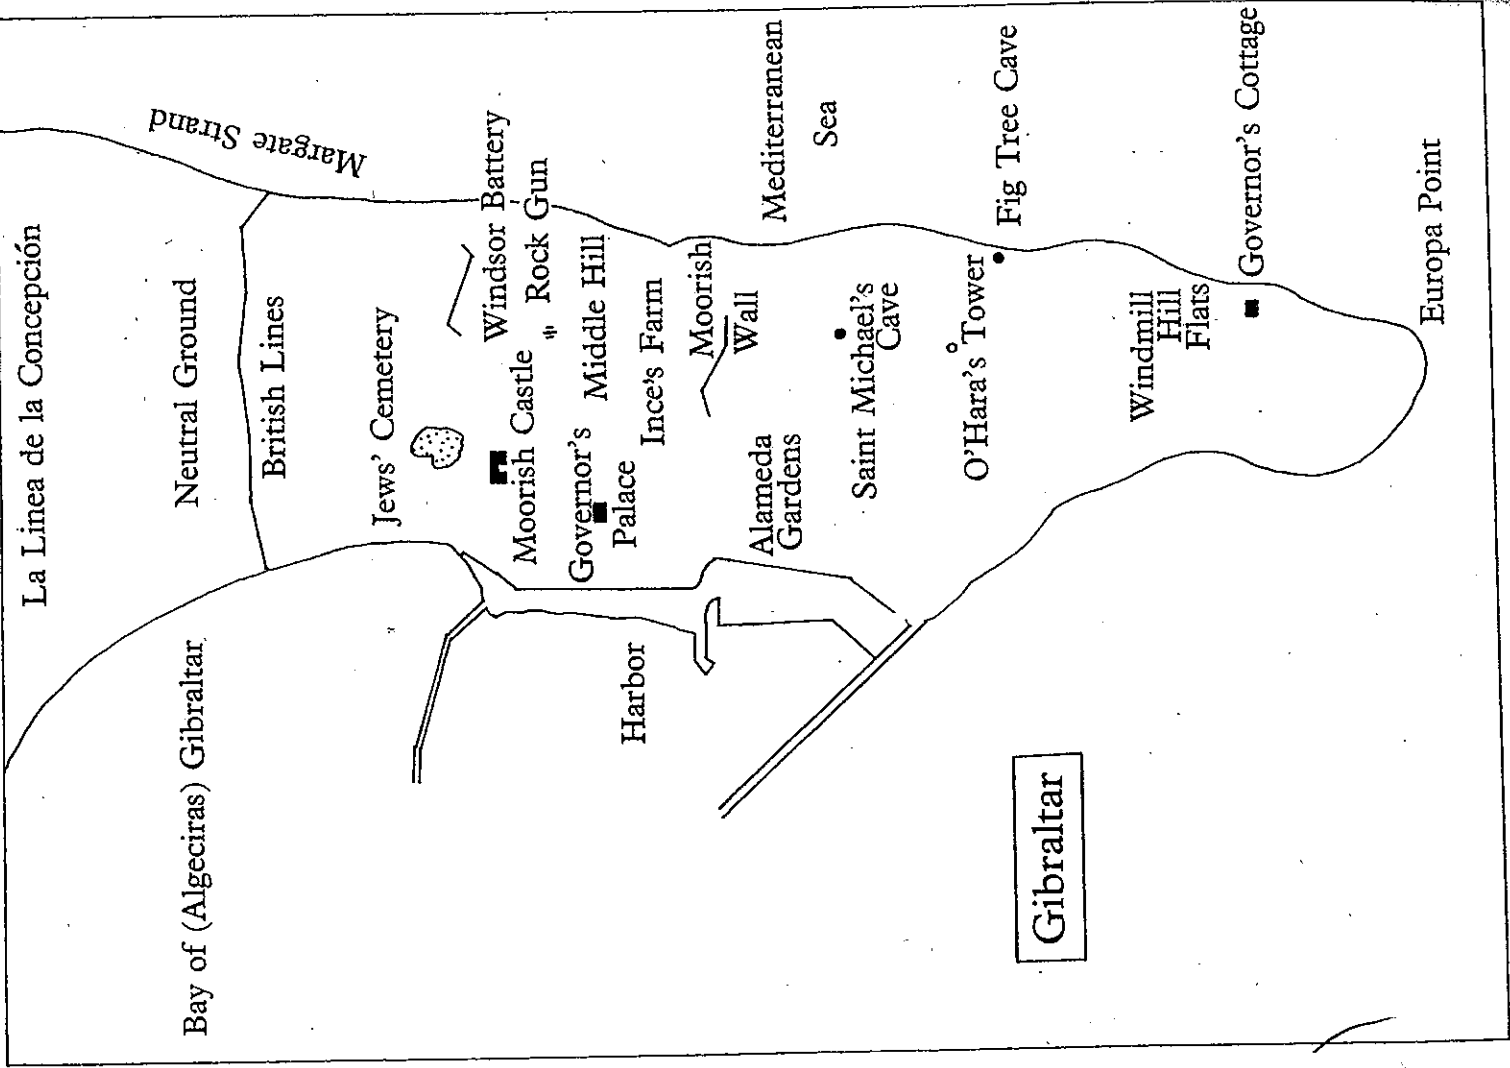 La Linea de la Concepción
Neutral Ground
Margate Strand
British Lines
Bay of (Algeciras) Gibraltar
Jews' Cemetery
Windsor Battery
Rock Gun
Moorish Castle
Middle Hill
Governor's
Palace
Ince's Farm
Harbor
Moorish
Wall
Mediterranean
Sea
Alameda
Gardens
Saint Michael's
Cave
O'Hara's Tower
Fig Tree Cave
Gibraltar
Windmill
Hill
Flats
Governor's Cottage
Europa Point